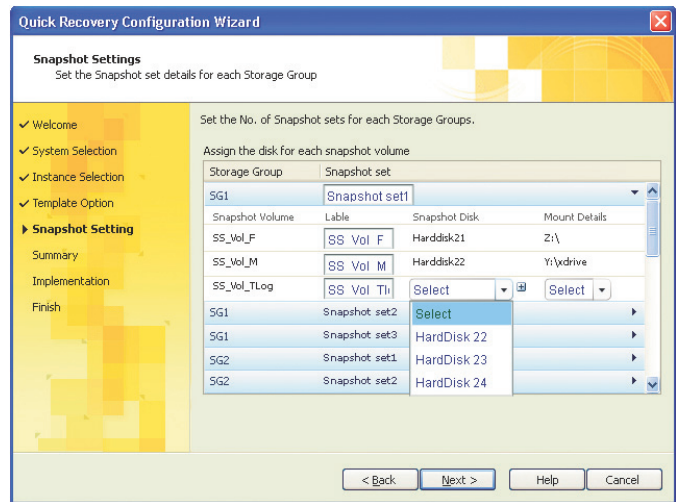 Quick Recovery Configuration Wizard
Snapshot Settings
Set the Snapshot set details for each Storage Group
Welcome
System Selection
Instance Selection
Template Option
Snapshot Setting
Summary
Implementation
Finish
Set the No. of Snapshot sets for each Storage Groups.
Assign the disk for each snapshot volume
Storage Group Snapshot set
SG1 Snapshot set1
Snapshot Volume Lable Snapshot Disk Mount Details
SS_Vol_F SS Vol F Harddisk21 Z:\
SS_Vol_M SS Vol M Harddisk22 Y:\xdrive
SS_Vol_TLog SS Vol Tl Select Select
SG1 Snapshot set2 Select
SG1 Snapshot set3 HardDisk 22
SG2 Snapshot set1 HardDisk 23
SG2 Snapshot set2 HardDisk 24
< Back Next > Help Cancel